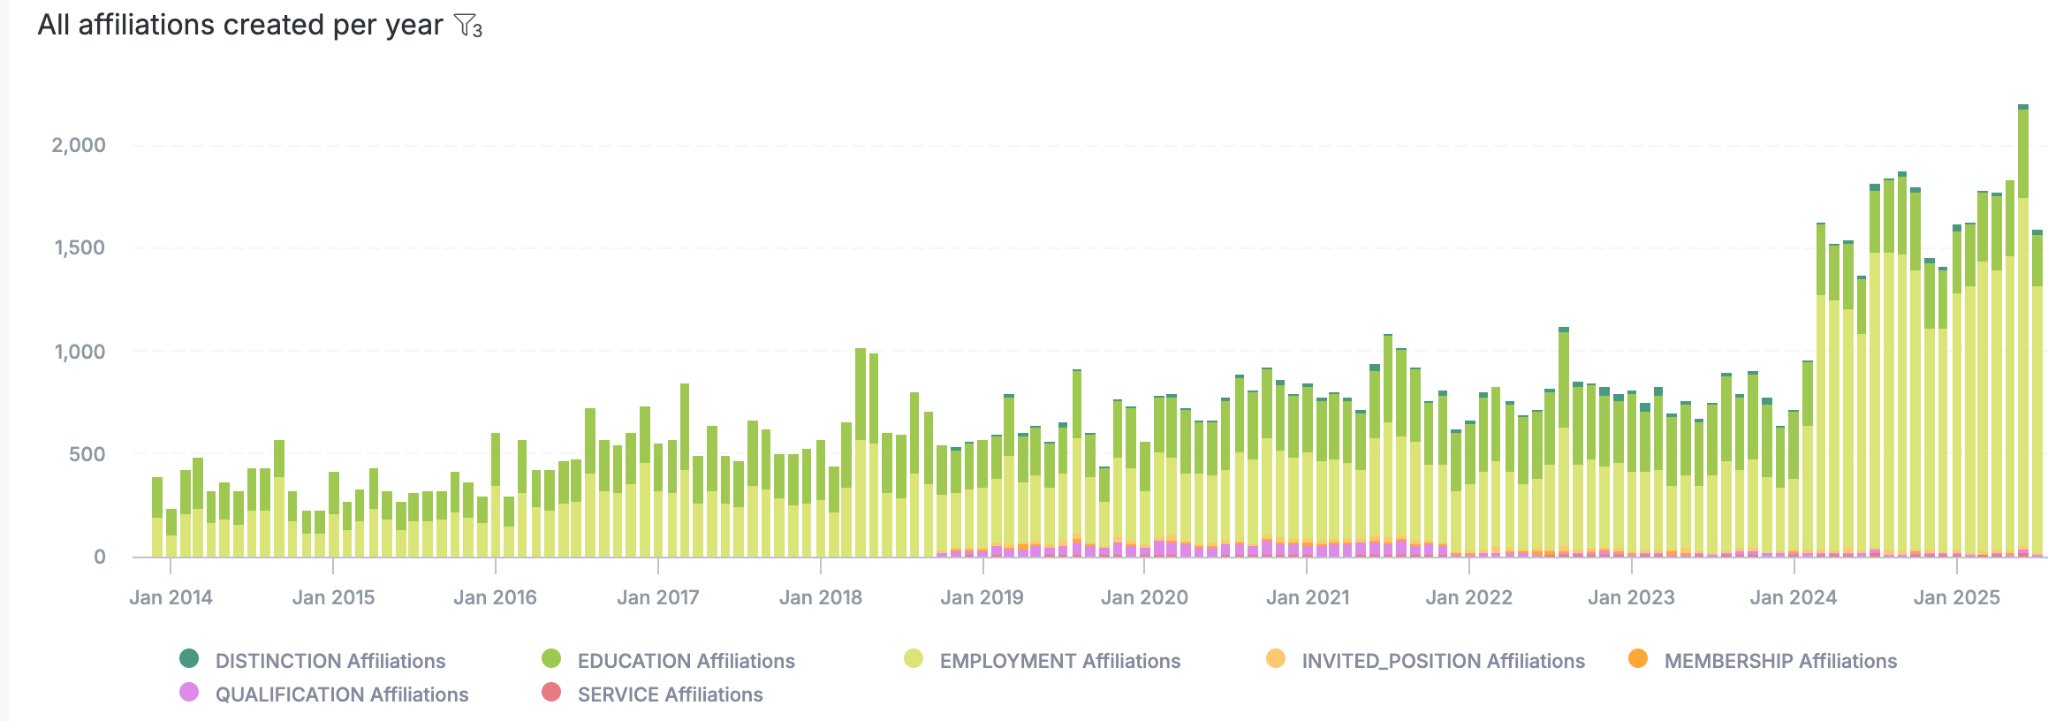 All affiliations created per year 3
2,000
1,500
1,000
500
0
Jan 2014 Jan 2015 Jan 2016 Jan 2017 Jan 2018 Jan 2019 Jan 2020 Jan 2021 Jan 2022 Jan 2023 Jan 2024 Jan 2025
DISTINCTION Affiliations EDUCATION Affiliations EMPLOYMENT Affiliations INVITED_POSITION Affiliations MEMBERSHIP Affiliations
QUALIFICATION Affiliations SERVICE Affiliations